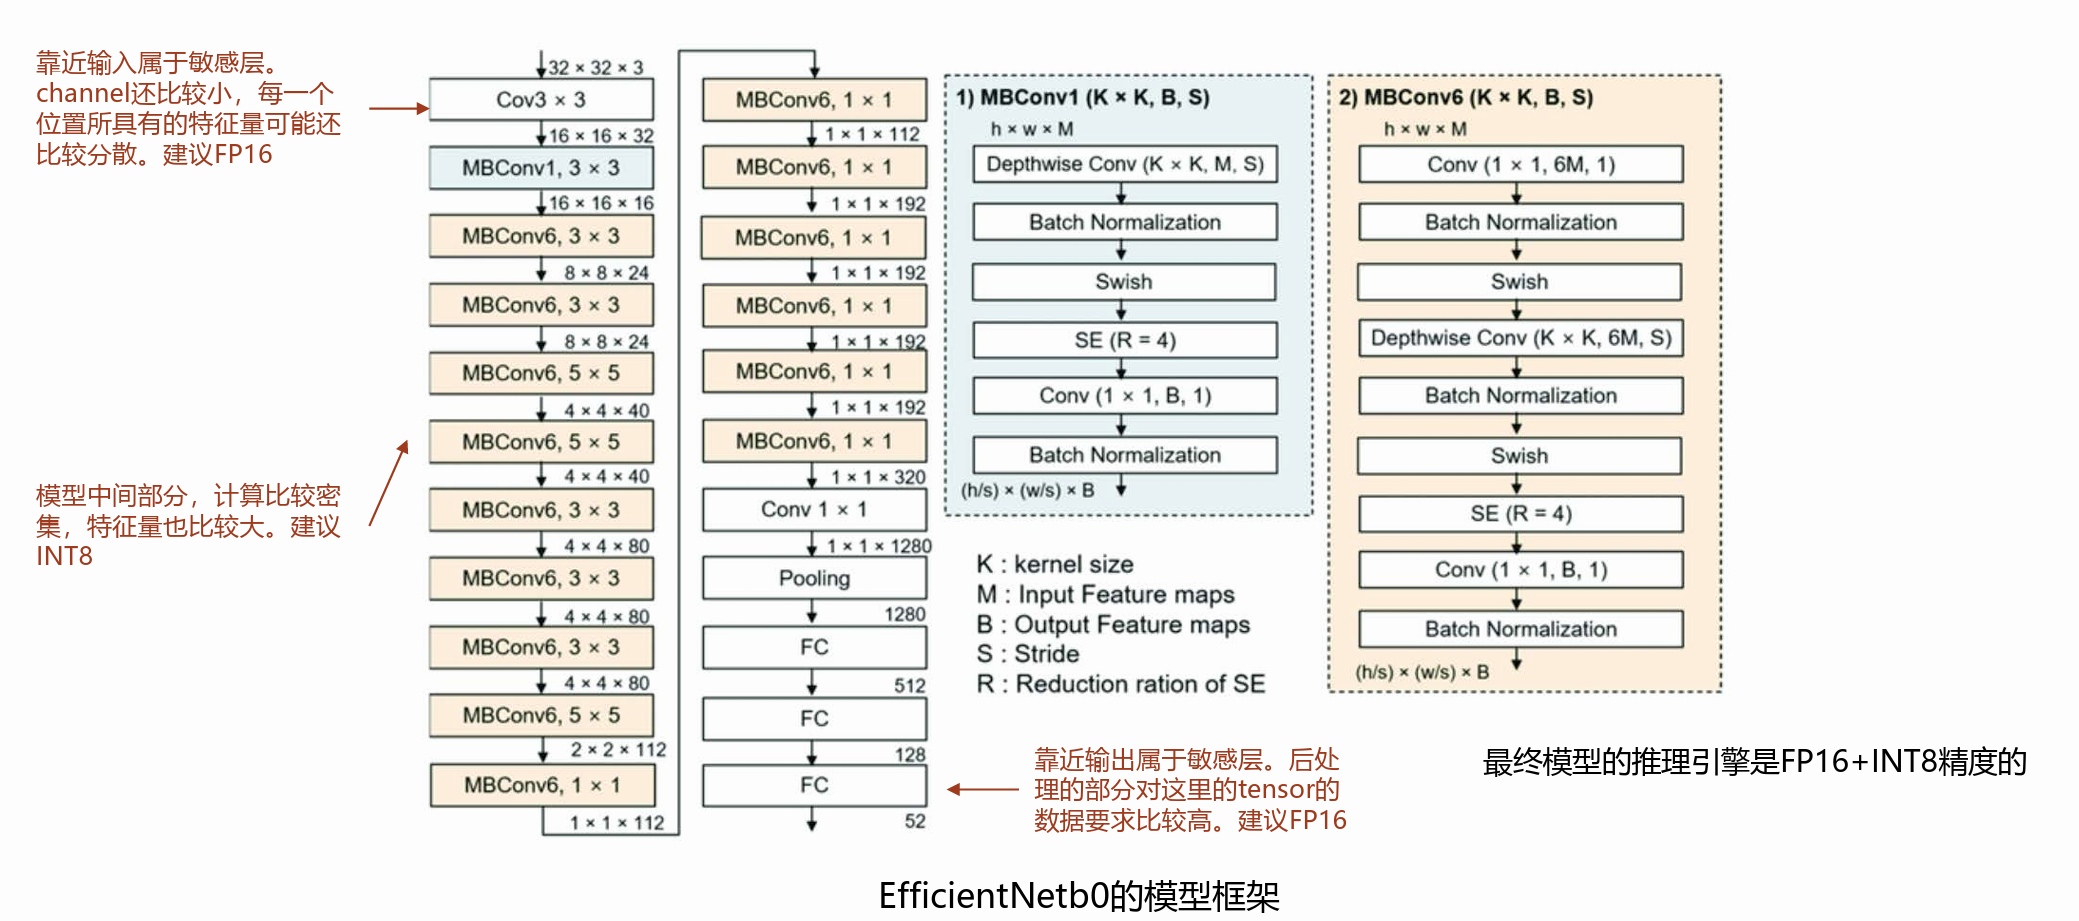 靠近输入属于敏感层。
channel还比较小，每一个
位置所具有的特征量可能还
比较分散。建议FP16
模型中间部分，计算比较密
集，特征量也比较大。建议
INT8
32 × 32 × 3
Cov3 × 3
16 × 16 × 32
MBConv1, 3 × 3
16 × 16 × 16
MBConv6, 3 × 3
8 × 8 × 24
MBConv6, 3 × 3
8 × 8 × 24
MBConv6, 5 × 5
4 × 4 × 40
MBConv6, 5 × 5
4 × 4 × 40
MBConv6, 3 × 3
4 × 4 × 80
MBConv6, 3 × 3
4 × 4 × 80
MBConv6, 3 × 3
4 × 4 × 80
MBConv6, 5 × 5
2 × 2 × 112
MBConv6, 1 × 1
1 × 1 × 112
MBConv6, 1 × 1
1 × 1 × 112
MBConv6, 1 × 1
1 × 1 × 192
MBConv6, 1 × 1
1 × 1 × 192
MBConv6, 1 × 1
1 × 1 × 192
MBConv6, 1 × 1
1 × 1 × 192
MBConv6, 1 × 1
1 × 1 × 320
Conv 1 × 1
1 × 1 × 1280
Pooling
1280
FC
512
FC
128
FC
52
1) MBConv1 (K × K, B, S)
h × w × M
Depthwise Conv (K × K, M, S)
Batch Normalization
Swish
SE (R = 4)
Conv (1 × 1, B, 1)
Batch Normalization
(h/s) × (w/s) × B
K : kernel size
M : Input Feature maps
B : Output Feature maps
S : Stride
R : Reduction ration of SE
2) MBConv6 (K × K, B, S)
h × w × M
Conv (1 × 1, 6M, 1)
Batch Normalization
Swish
Depthwise Conv (K × K, 6M, S)
Batch Normalization
Swish
SE (R = 4)
Conv (1 × 1, B, 1)
Batch Normalization
(h/s) × (w/s) × B
靠近输出属于敏感层。后处
理的部分对这里的tensor的
数据要求比较高。建议FP16
最终模型的推理引擎是FP16+INT8精度的
EfficientNetb0的模型框架